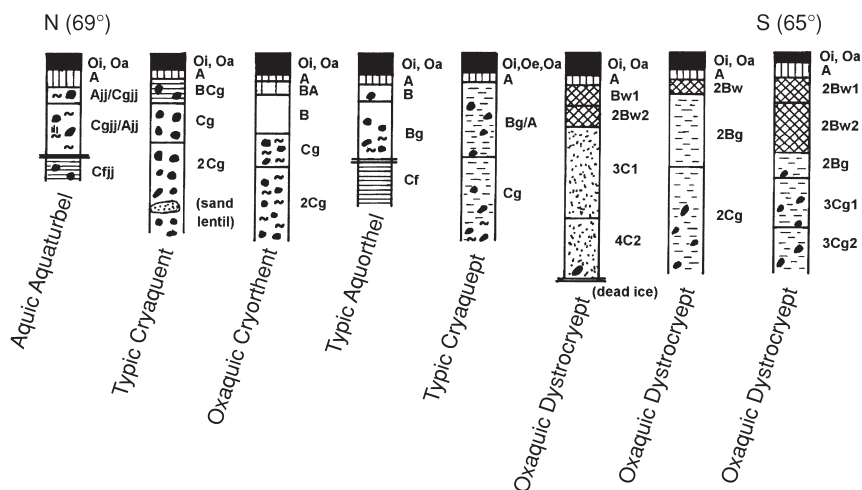 N (69°)
S (65°)
Oi, Oa
A
Ajj/Cgjj
Cgjj/Ajj
Cfjj
Aquic Aquaturbel
Oi, Oa
A
BCg
Cg
2Cg
(sand
lentil)
Typic Cryaquent
Oi, Oa
A
BA
B
Cg
2Cg
Oxaquic Cryorthent
Oi, Oa
A
B
Bg
Cf
Typic Aquorthel
Oi,Oe,Oa
A
Bg/A
Cg
Typic Cryaquept
Oi, Oa
A
Bw1
2Bw2
3C1
4C2
(dead ice)
Oxaquic Dystrocryept
Oi, Oa
A
2Bw
2Bg
2Cg
Oxaquic Dystrocryept
Oi, Oa
A
2Bw1
2Bw2
2Bg
3Cg1
3Cg2
Oxaquic Dystrocryept